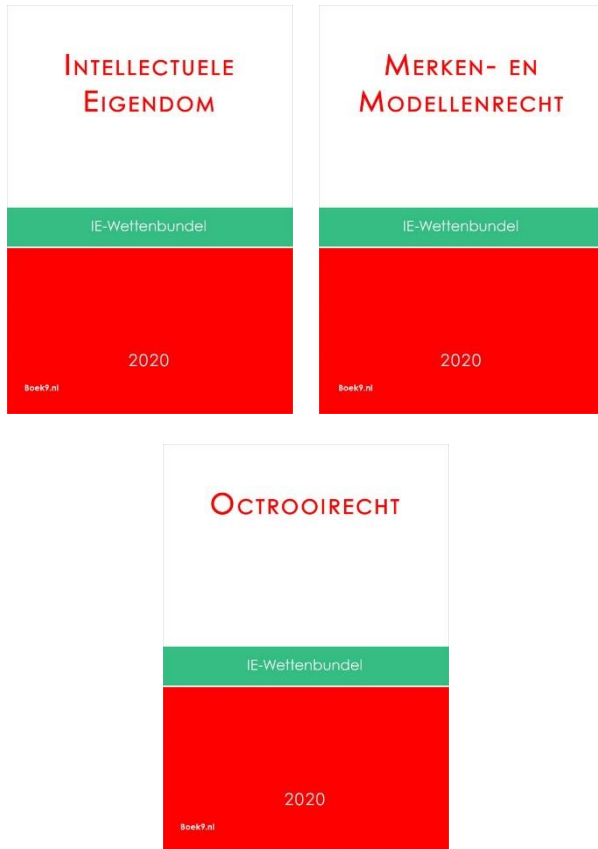 INTELLECTUELE
EIGENDOM
IE-Wettenbundel
2020
Boek9.nl
MERKEN- EN
MODELLENRECHT
IE-Wettenbundel
2020
Boek9.nl
OCTROOIRECHT
IE-Wettenbundel
2020
Boek9.nl